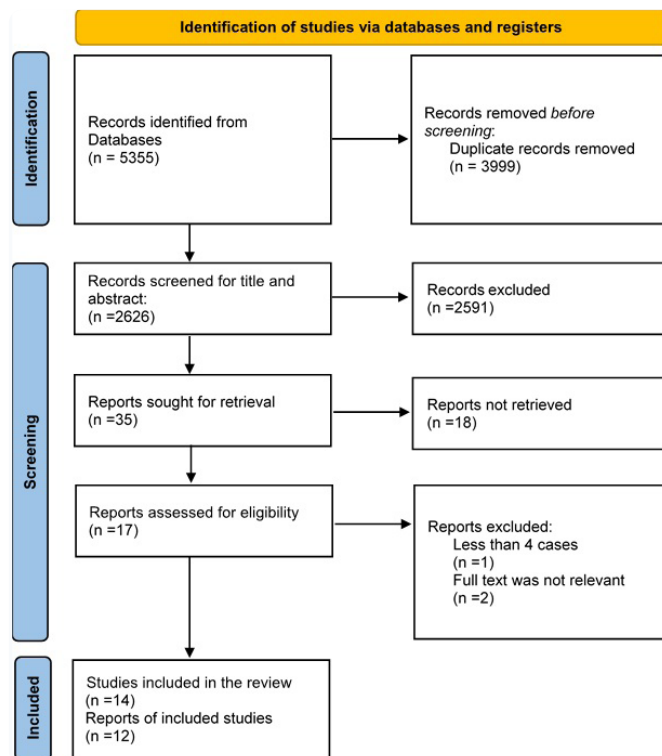 Identification of studies via databases and registers
Identification
Records identified from
Databases
(n = 5355)
Records removed before
screening:
Duplicate records removed
(n = 3999)
Screening
Records screened for title and
abstract:
(n =2626)
Records excluded
(n =2591)
Reports sought for retrieval
(n =35)
Reports not retrieved
(n =18)
Reports assessed for eligibility
(n =17)
Reports excluded:
Less than 4 cases
(n =1)
Full text was not relevant
(n =2)
Included
Studies included in the review
(n =14)
Reports of included studies
(n =12)